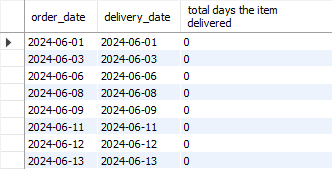 order_date delivery_date total days the item
delivered
2024-06-01 2024-06-01 0
2024-06-03 2024-06-03 0
2024-06-06 2024-06-06 0
2024-06-08 2024-06-08 0
2024-06-09 2024-06-09 0
2024-06-11 2024-06-11 0
2024-06-12 2024-06-12 0
2024-06-13 2024-06-13 0